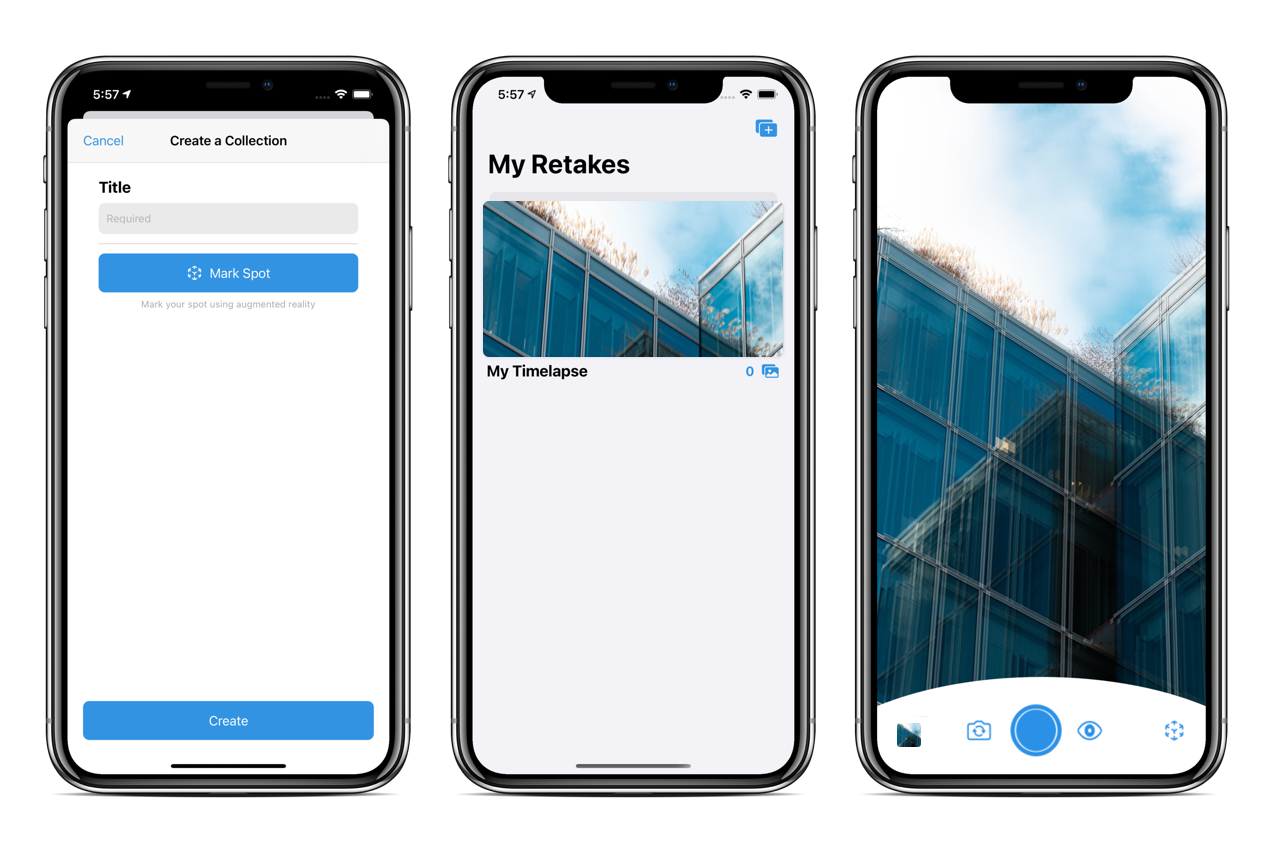 5:57
Cancel
Create a Collection
Title
Required
Mark Spot
Mark your spot using augmented reality
Create
5:57
My Retakes
My Timelapse
0